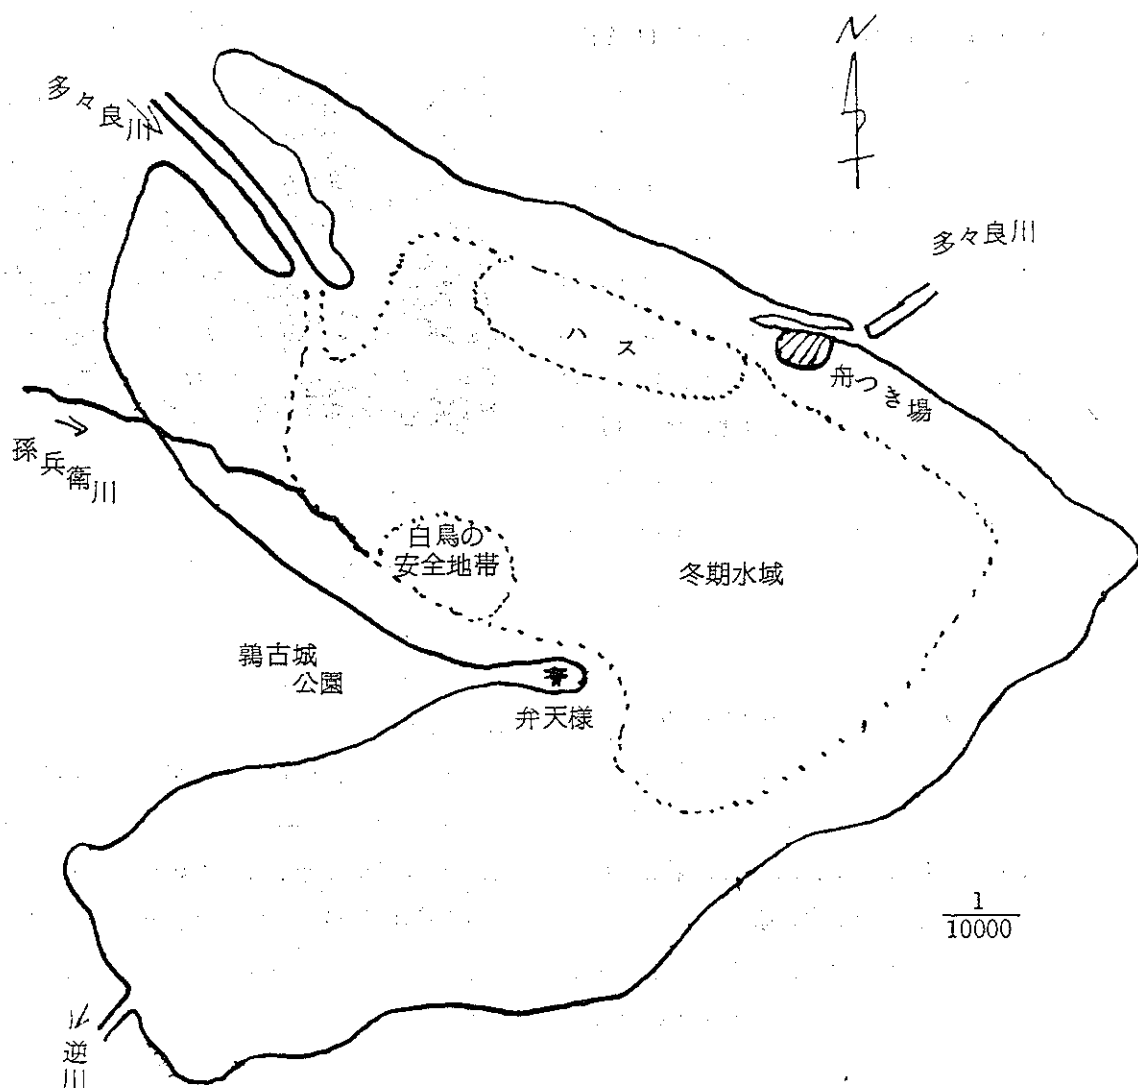 N
多々良川
多々良川
ハス
舟つき場
孫兵衛川
白鳥の
安全地帯
冬期水域
鶉古城
公園
弁天様
1
10000
逆川